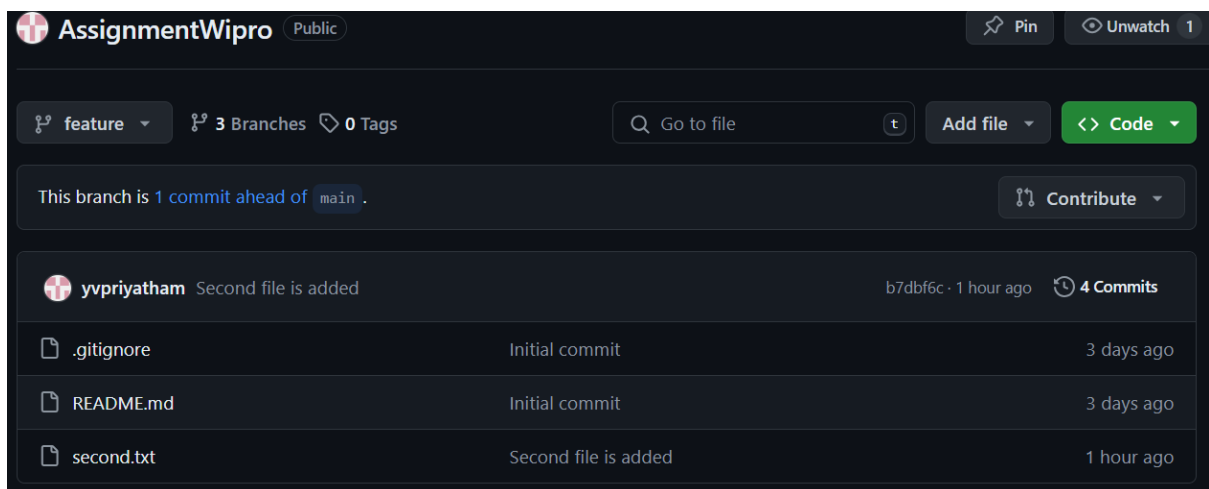 AssignmentWipro Public Pin Unwatch 1
feature 3 Branches 0 Tags Go to file t Add file <> Code
This branch is 1 commit ahead of main . Contribute
yvpriyatham Second file is added b7dbf6c · 1 hour ago 4 Commits
.gitignore Initial commit 3 days ago
README.md Initial commit 3 days ago
second.txt Second file is added 1 hour ago